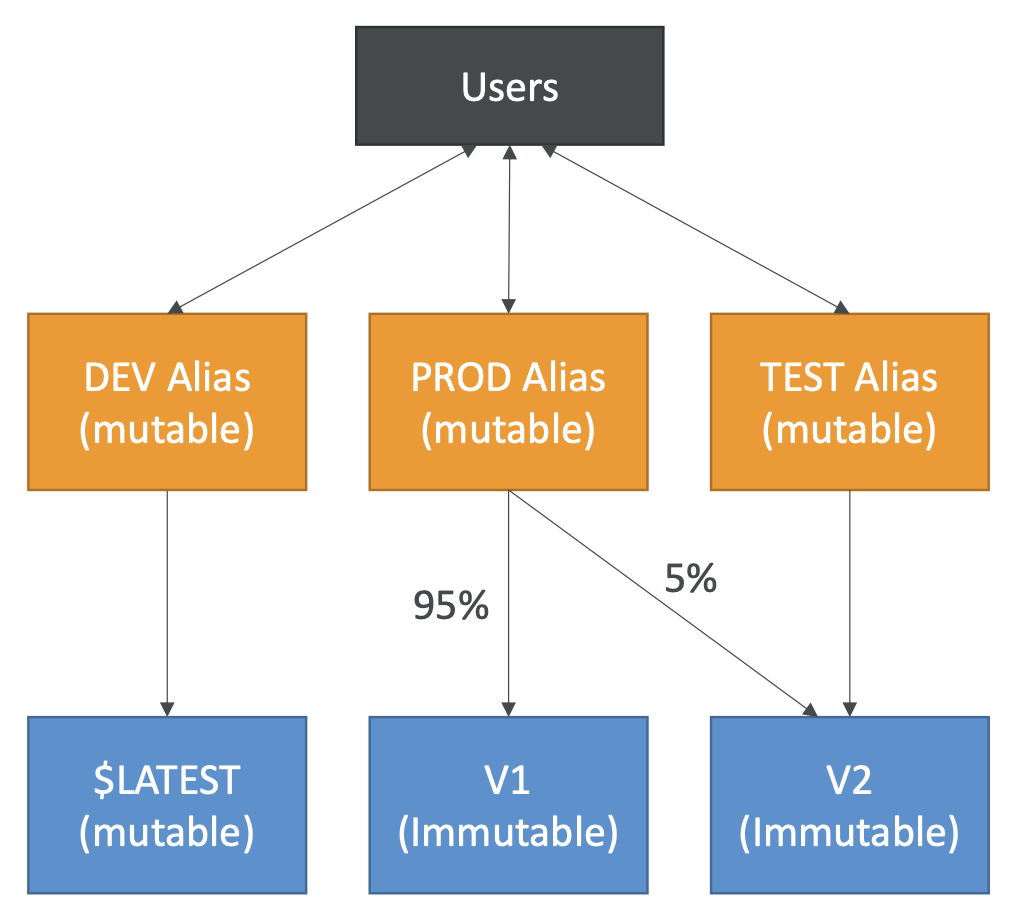 Users
DEV Alias
(mutable)
PROD Alias
(mutable)
TEST Alias
(mutable)
95%
5%
$LATEST
(mutable)
V1
(Immutable)
V2
(Immutable)